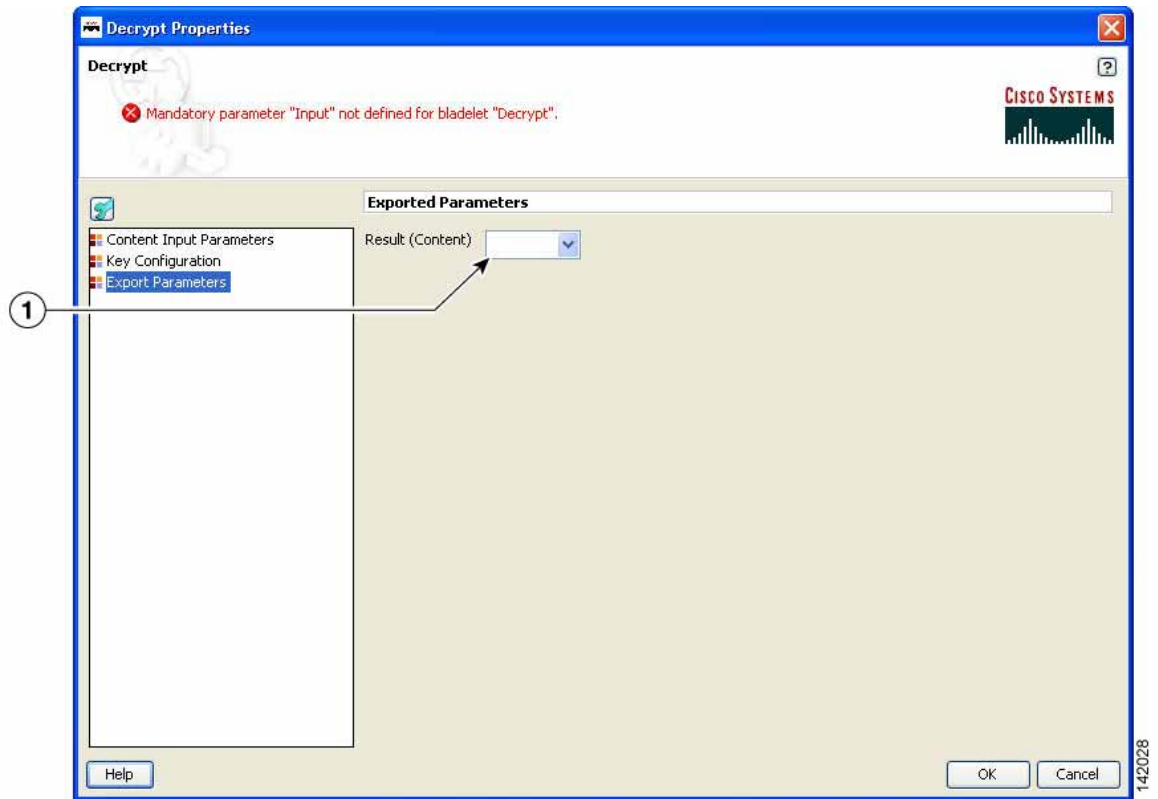 Decrypt Properties
Decrypt
?
Mandatory parameter "Input" not defined for bladelet "Decrypt".
CISCO SYSTEMS
Exported Parameters
Content Input Parameters
Key Configuration
Export Parameters
Result (Content)
1
Help
OK
Cancel
142028